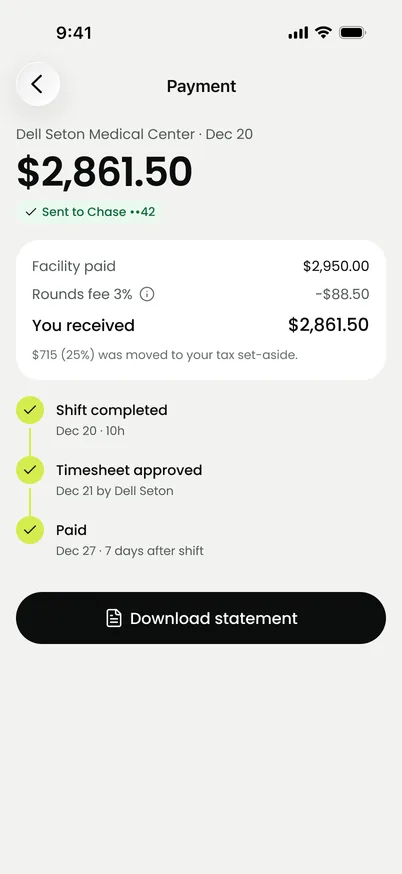 9:41
Payment
Dell Seton Medical Center · Dec 20
$2,861.50
Sent to Chase ••42
Facility paid $2,950.00
Rounds fee 3% -$88.50
You received $2,861.50
$715 (25%) was moved to your tax set-aside.
Shift completed
Dec 20 · 10h
Timesheet approved
Dec 21 by Dell Seton
Paid
Dec 27 · 7 days after shift
Download statement